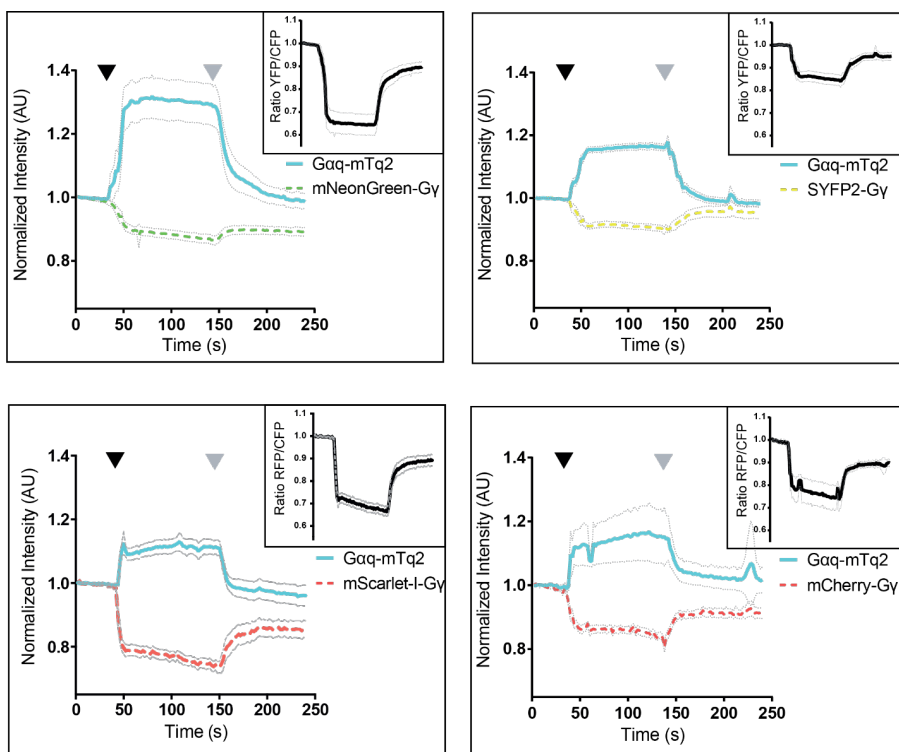 Normalized Intensity (AU)
1.4
1.2
1.0
0.8
0 50 100 150 200 250
Time (s)
Ratio YFP/CFP
1.1
1.0
0.9
0.8
0.7
0.6
Gαq-mTq2
mNeonGreen-Gγ
Normalized Intensity (AU)
1.4
1.2
1.0
0.8
0 50 100 150 200 250
Time (s)
Ratio YFP/CFP
1.1
1.0
0.9
0.8
0.7
0.6
Gαq-mTq2
SYFP2-Gγ
Normalized Intensity (AU)
1.4
1.2
1.0
0.8
0 50 100 150 200 250
Time (s)
Ratio RFP/CFP
1.1
1.0
0.9
0.8
0.7
0.6
Gαq-mTq2
mScarlet-I-Gγ
Normalized Intensity (AU)
1.4
1.2
1.0
0.8
0 50 100 150 200 250
Time (s)
Ratio RFP/CFP
1.1
1.0
0.9
0.8
0.7
0.6
Gαq-mTq2
mCherry-Gγ